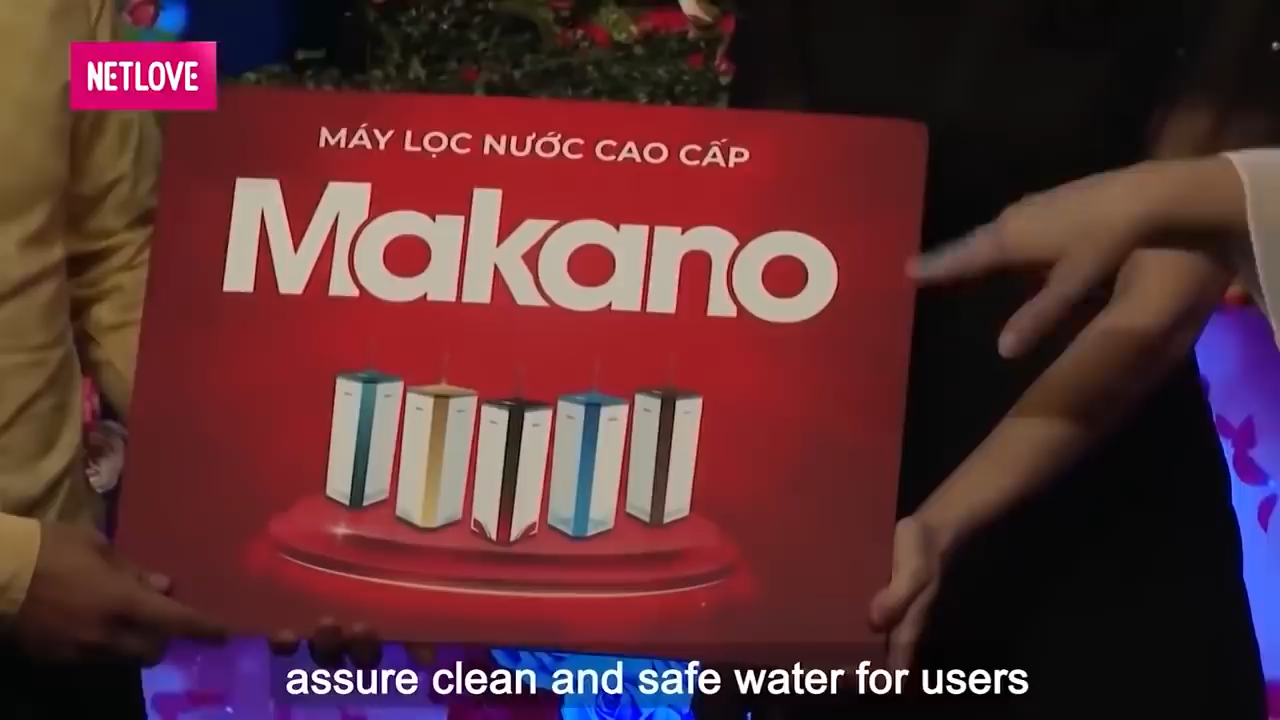 NETLOVE
MÁY LỌC NƯỚC CAO CẤP
Makano
assure clean and safe water for users